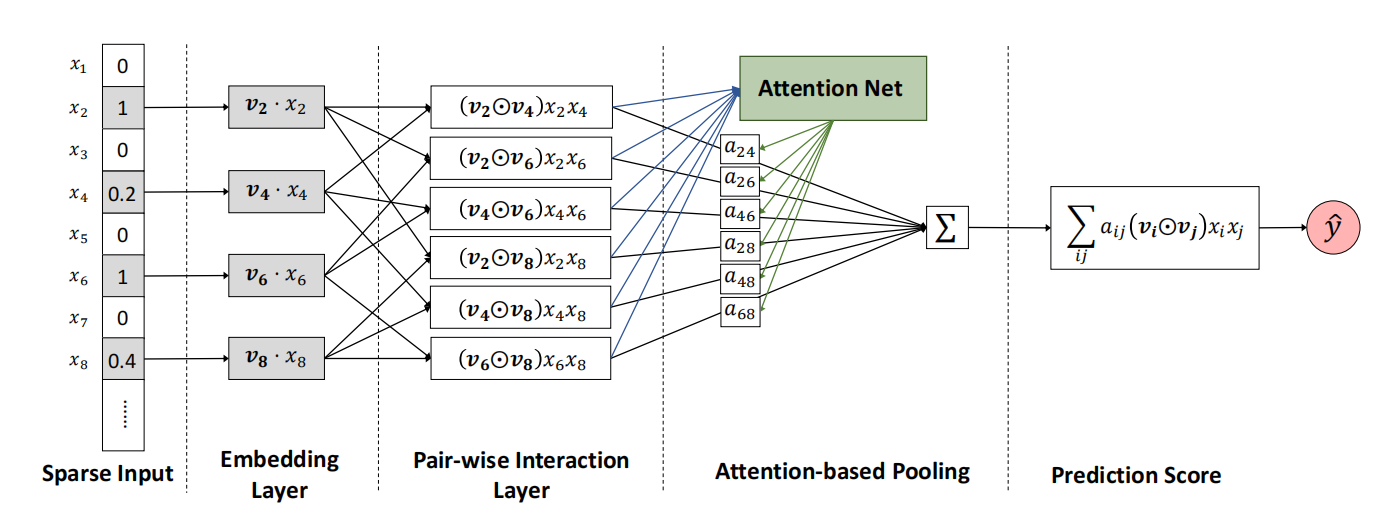 x₁ 0
x₂ 1
x₃ 0
x₄ 0.2
x₅ 0
x₆ 1
x₇ 0
x₈ 0.4
......
Sparse Input
v₂ · x₂
v₄ · x₄
v₆ · x₆
v₈ · x₈
Embedding
Layer
(v₂⊙v₄)x₂x₄
(v₂⊙v₆)x₂x₆
(v₄⊙v₆)x₄x₆
(v₂⊙v₈)x₂x₈
(v₄⊙v₈)x₄x₈
(v₆⊙v₈)x₆x₈
Pair-wise Interaction
Layer
Attention Net
a₂₄
a₂₆
a₄₆
a₂₈
a₄₈
a₆₈
Σ
Attention-based Pooling
∑ aᵢⱼ(vᵢ⊙vⱼ)xᵢxⱼ
ij
ŷ
Prediction Score